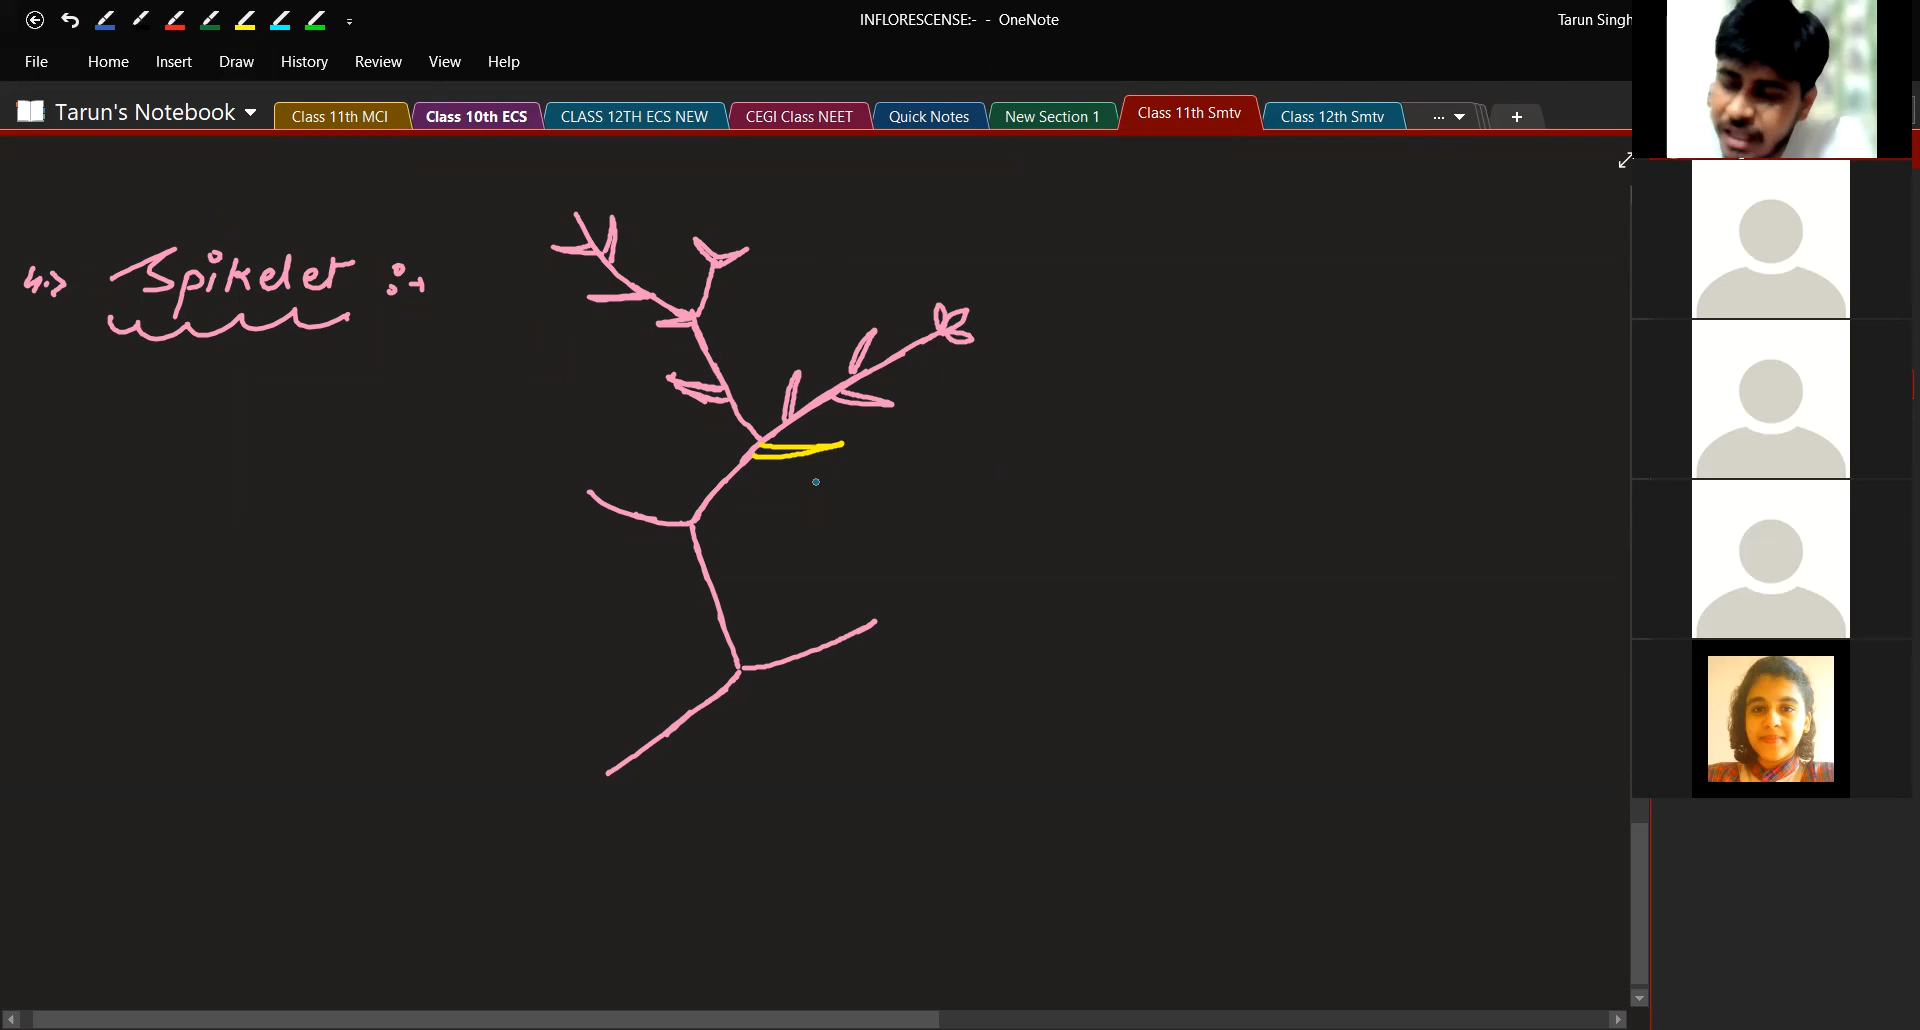 INFLORESCENSE:- - OneNote
Tarun Singh
File Home Insert Draw History Review View Help
Tarun's Notebook
Class 11th MCI Class 10th ECS CLASS 12TH ECS NEW CEGI Class NEET Quick Notes New Section 1 Class 11th Smtv Class 12th Smtv ... +
4.> Spikelet :→